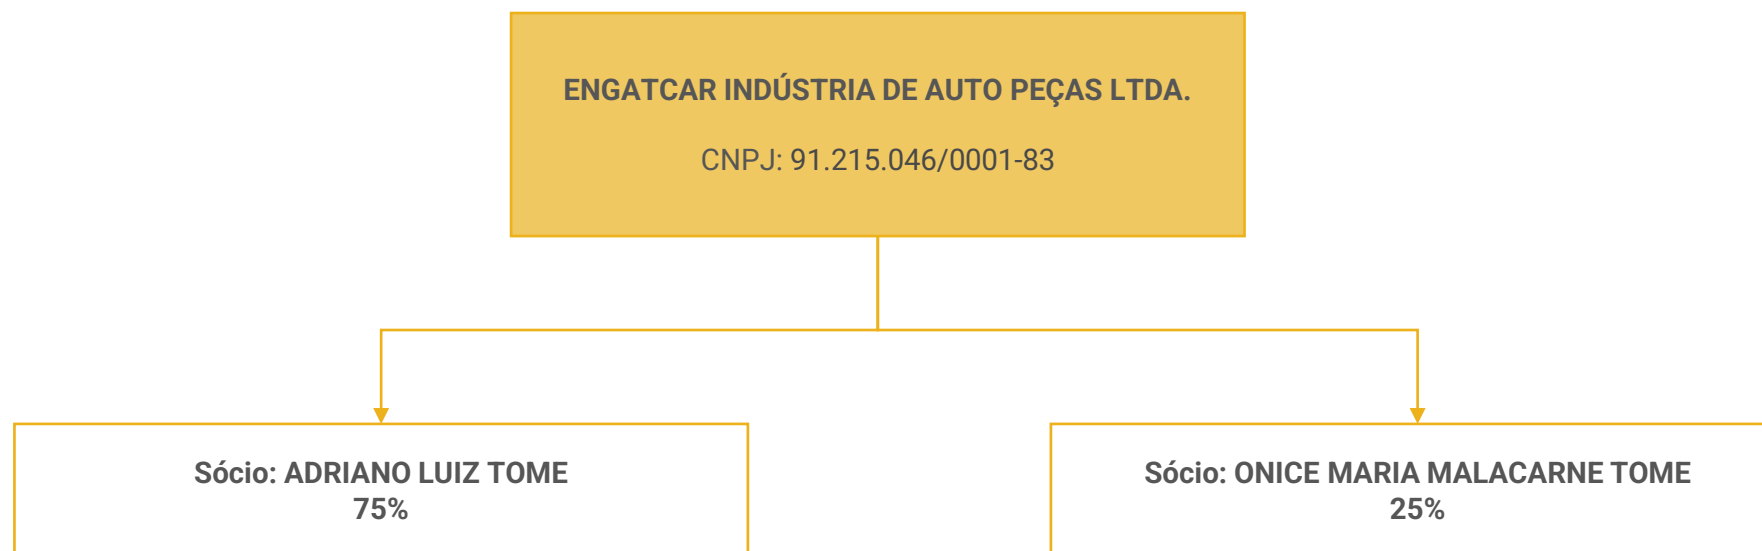 ENGATCAR INDÚSTRIA DE AUTO PEÇAS LTDA.
CNPJ: 91.215.046/0001-83
Sócio: ADRIANO LUIZ TOME
75%
Sócio: ONICE MARIA MALACARNE TOME
25%